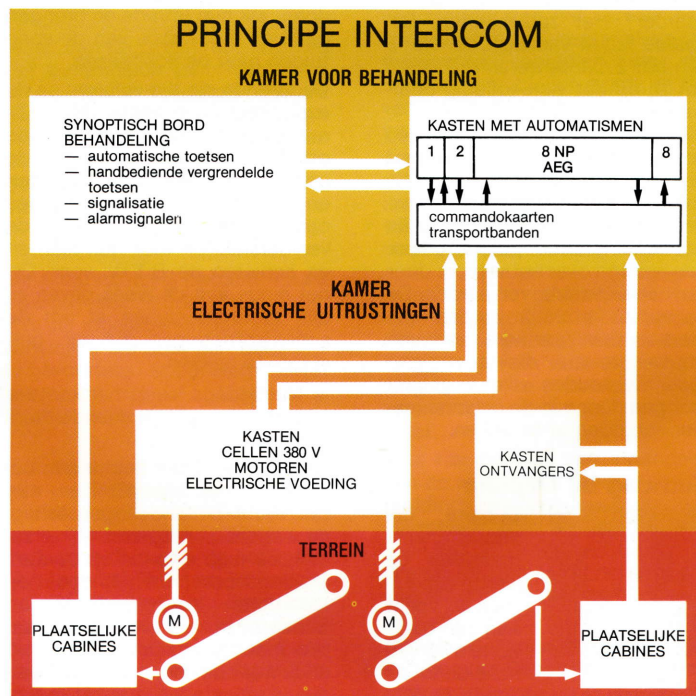 PRINCIPE INTERCOM
KAMER VOOR BEHANDELING
SYNOPTISCH BORD
BEHANDELING
— automatische toetsen
— handbediende vergrendelde
toetsen
— signalisatie
— alarmsignalen
KASTEN MET AUTOMATISMEN
1 2 8 NP 8
AEG
commandokaarten
transportbanden
KAMER
ELECTRISCHE UITRUSTINGEN
KASTEN
CELLEN 380 V
MOTOREN
ELECTRISCHE VOEDING
KASTEN
ONTVANGERS
TERREIN
PLAATSELIJKE
CABINES
M
M
PLAATSELIJKE
CABINES